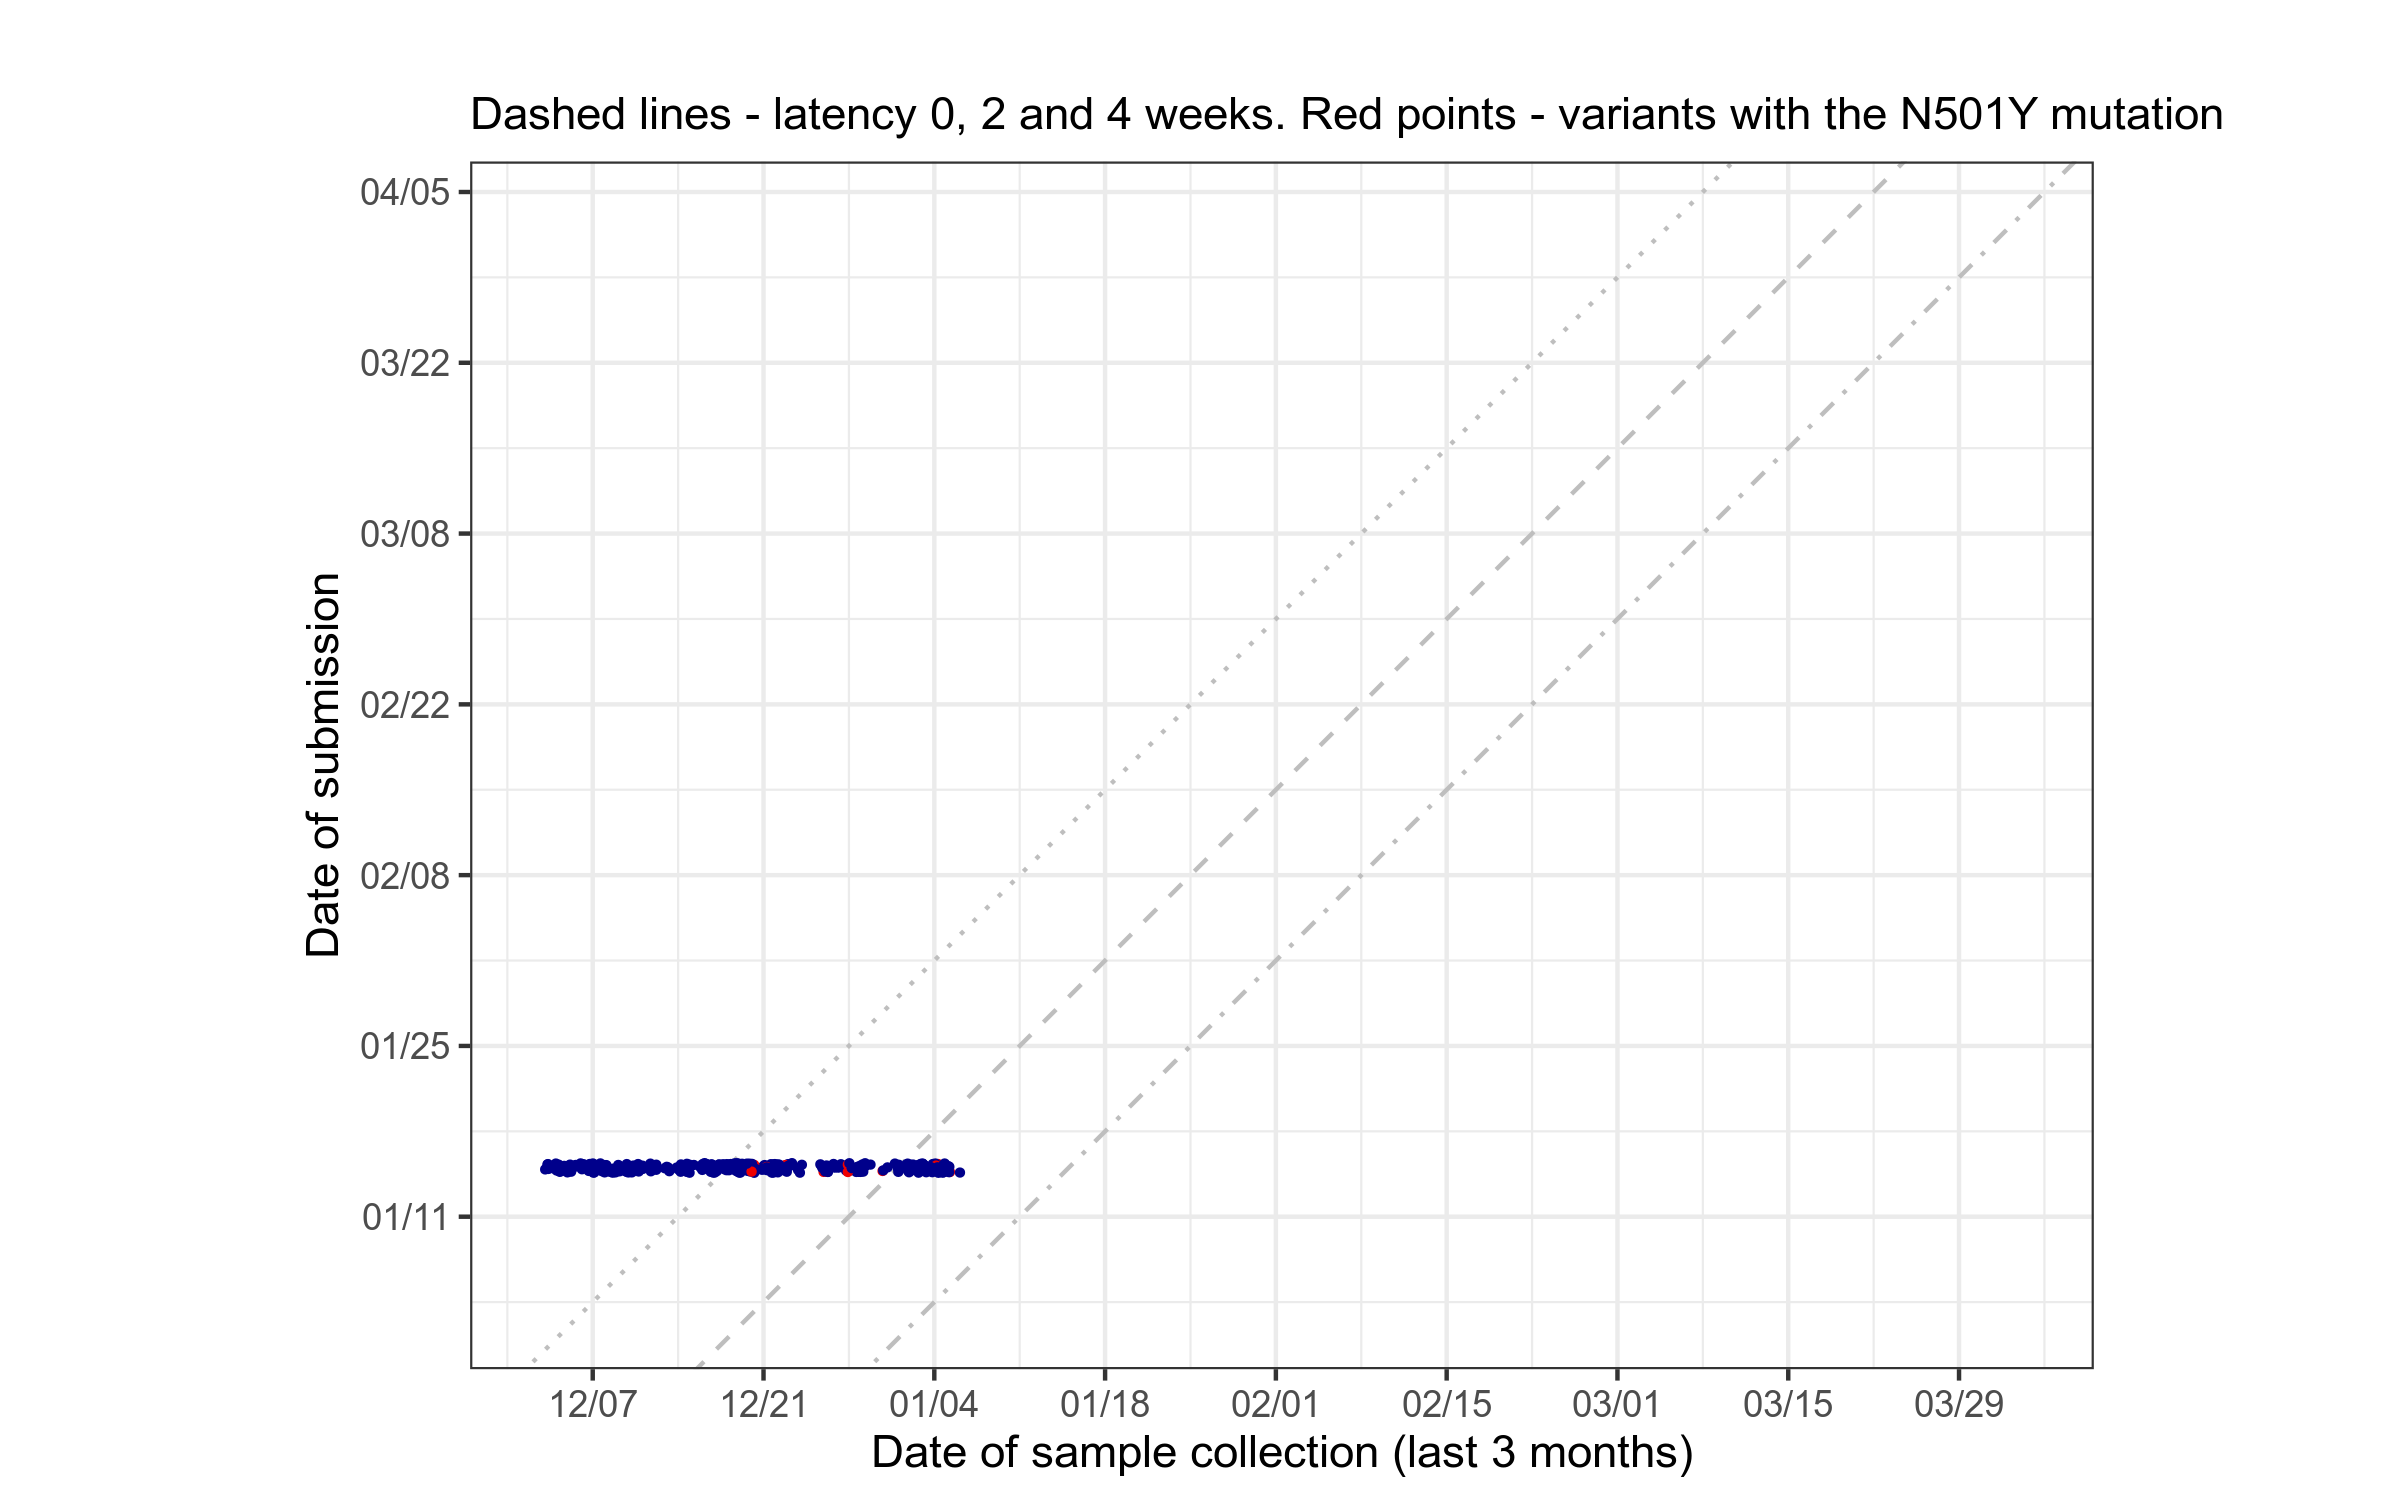 Dashed lines - latency 0, 2 and 4 weeks. Red points - variants with the N501Y mutation
04/05
03/22
03/08
02/22
02/08
01/25
01/11
Date of submission
12/07 12/21 01/04 01/18 02/01 02/15 03/01 03/15 03/29
Date of sample collection (last 3 months)